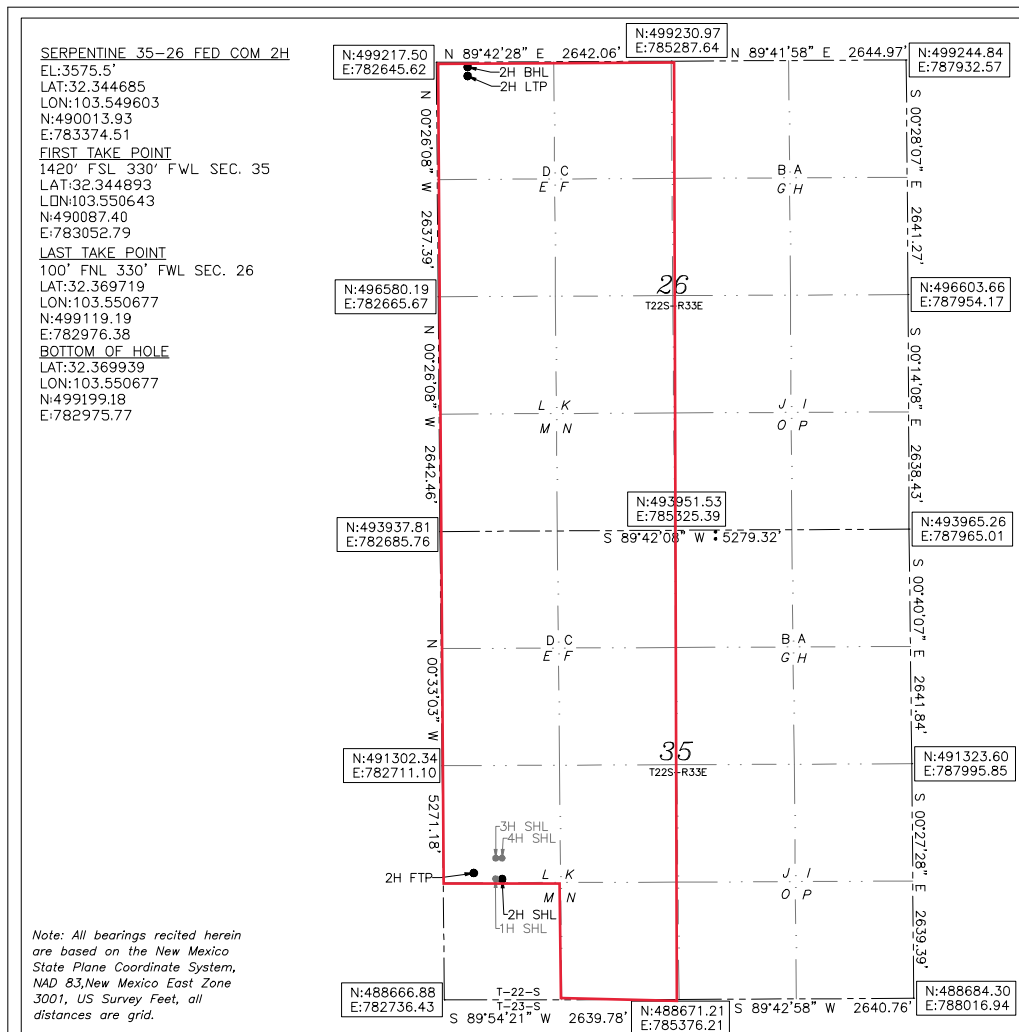 SERPENTINE 35-26 FED COM 2H
EL:3575.5'
LAT:32.344685
LON:103.549603
N:490013.93
E:783374.51
FIRST TAKE POINT
1420' FSL 330' FWL SEC. 35
LAT:32.344893
L□N:103.550643
N:490087.40
E:783052.79
LAST TAKE POINT
100' FNL 330' FWL SEC. 26
LAT:32.369719
LON:103.550677
N:499119.19
E:782976.38
BOTTOM OF HOLE
LAT:32.369939
LON:103.550677
N:499199.18
E:782975.77
N:499217.50
E:782645.62
N 89°42'28" E 2642.06'
N:499230.97
E:785287.64
N 89°41'58" E 2644.97'
N:499244.84
E:787932.57
2H BHL
2H LTP
N 00°26'08" W 2637.39'
S 00°28'07" E 2641.27'
D C
E F
B A
G H
N:496580.19
E:782665.67
26
T22S-R33E
N:496603.66
E:787954.17
N 00°26'08" W 2642.46'
S 00°14'08" E 2638.43'
L K
M N
J I
O P
N:493937.81
E:782685.76
N:493951.53
E:785325.39
S 89°42'08" W : 5279.32'
N:493965.26
E:787965.01
N 00°33'03" W 5271.18'
S 00°40'07" E 2641.84'
D C
E F
B A
G H
N:491302.34
E:782711.10
35
T22S-R33E
N:491323.60
E:787995.85
S 00°27'28" E 2639.39'
3H SHL
4H SHL
2H FTP
L K
M N
J I
O P
2H SHL
1H SHL
N:488666.88
E:782736.43
T-22-S
T-23-S
S 89°54'21" W 2639.78'
N:488671.21
E:785376.21
S 89°42'58" W 2640.76'
N:488684.30
E:788016.94
Note: All bearings recited herein
are based on the New Mexico
State Plane Coordinate System,
NAD 83,New Mexico East Zone
3001, US Survey Feet, all
distances are grid.